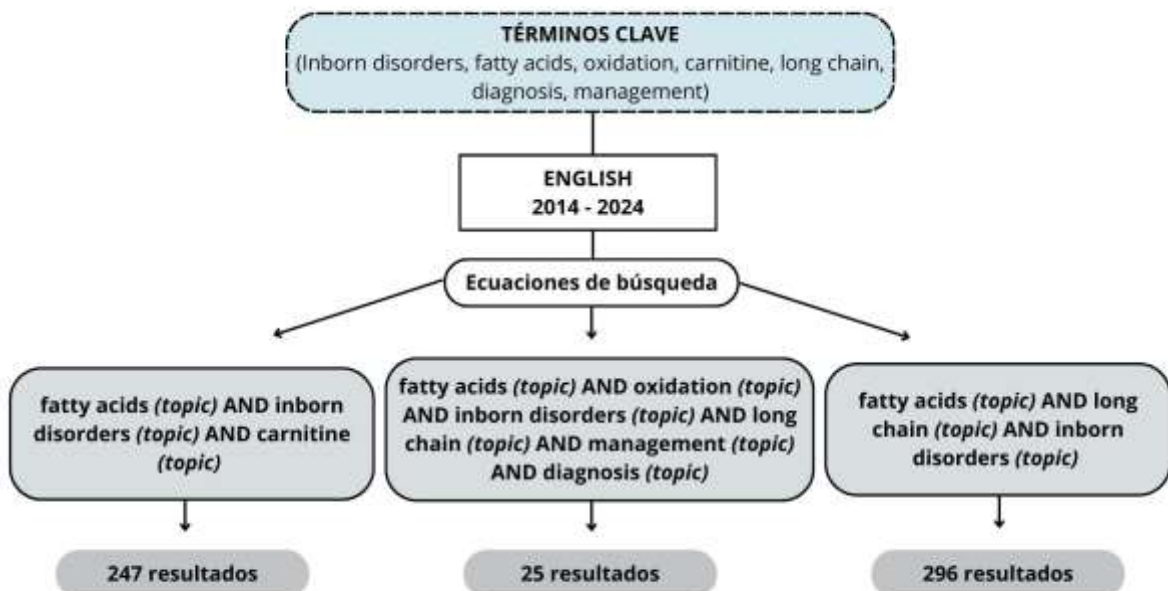 TÉRMINOS CLAVE
(Inborn disorders, fatty acids, oxidation, carnitine, long chain,
diagnosis, management)
ENGLISH
2014 - 2024
Ecuaciones de búsqueda
fatty acids (topic) AND inborn
disorders (topic) AND carnitine
(topic)
fatty acids (topic) AND oxidation (topic)
AND inborn disorders (topic) AND long
chain (topic) AND management (topic)
AND diagnosis (topic)
fatty acids (topic) AND long
chain (topic) AND inborn
disorders (topic)
247 resultados
25 resultados
296 resultados